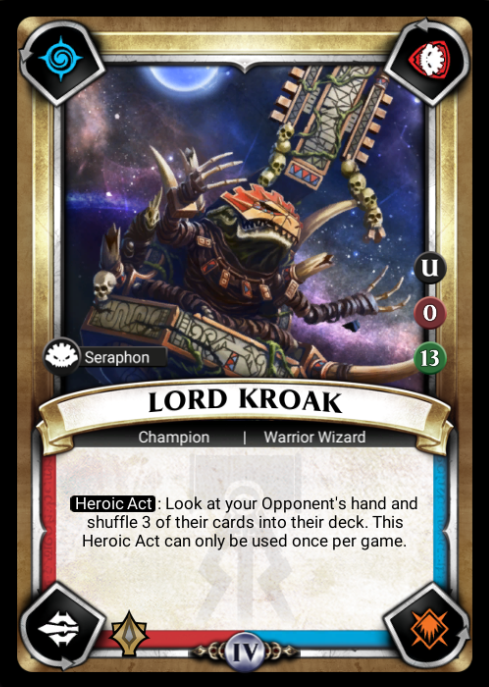 U
0
13
Seraphon
LORD KROAK
Champion | Warrior Wizard
Heroic Act: Look at your Opponent's hand and
shuffle 3 of their cards into their deck. This
Heroic Act can only be used once per game.
IV